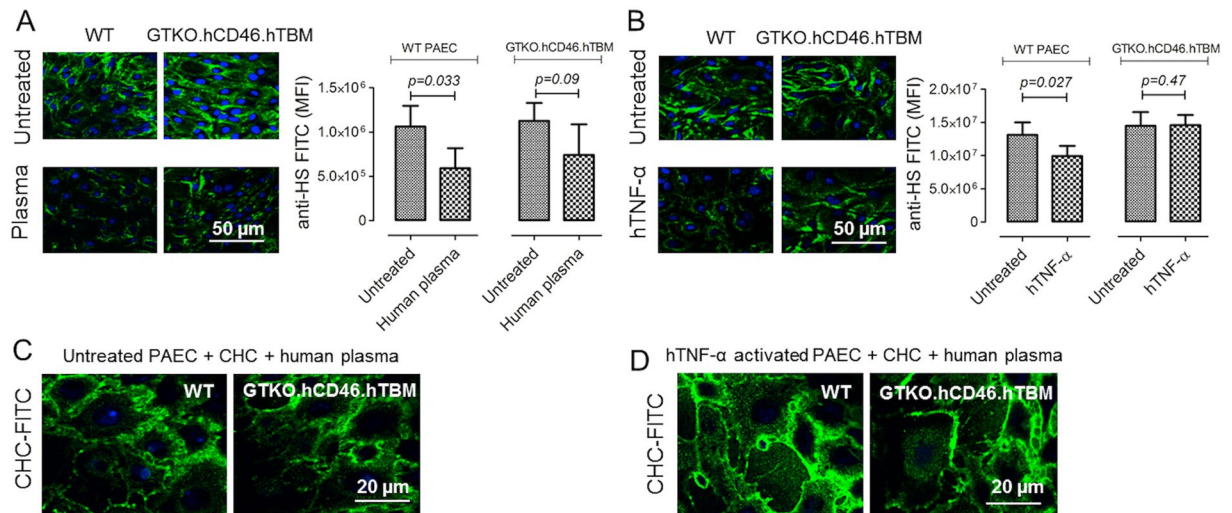 A
WT GTKO.hCD46.hTBM
Untreated
Plasma
50 μm
anti-HS FITC (MFI)
1.5×10⁶
1.0×10⁶
5.0×10⁵
0
WT PAEC
p=0.033
GTKO.hCD46.hTBM
p=0.09
Untreated
Human plasma
Untreated
Human plasma
B
WT GTKO.hCD46.hTBM
Untreated
hTNF-α
50 μm
anti-HS FITC (MFI)
2.0×10⁷
1.5×10⁷
1.0×10⁷
5.0×10⁶
0
WT PAEC
p=0.027
GTKO.hCD46.hTBM
p=0.47
Untreated
hTNF-α
Untreated
hTNF-α
C
Untreated PAEC + CHC + human plasma
CHC-FITC
WT
GTKO.hCD46.hTBM
20 μm
D
hTNF-α activated PAEC + CHC + human plasma
CHC-FITC
WT
GTKO.hCD46.hTBM
20 μm